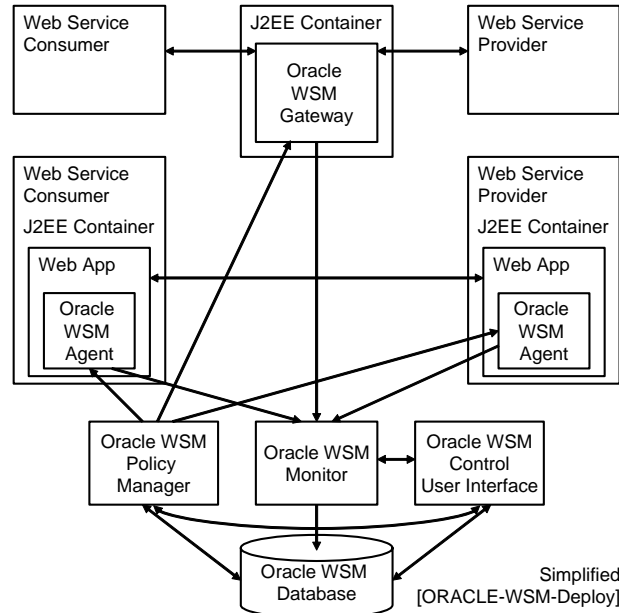 Web Service
Consumer
J2EE Container
Oracle
WSM
Gateway
Web Service
Provider
Web Service
Consumer
J2EE Container
Web App
Oracle
WSM
Agent
Web Service
Provider
J2EE Container
Web App
Oracle
WSM
Agent
Oracle WSM
Policy
Manager
Oracle WSM
Monitor
Oracle WSM
Control
User Interface
Oracle WSM
Database
Simplified
[ORACLE-WSM-Deploy]